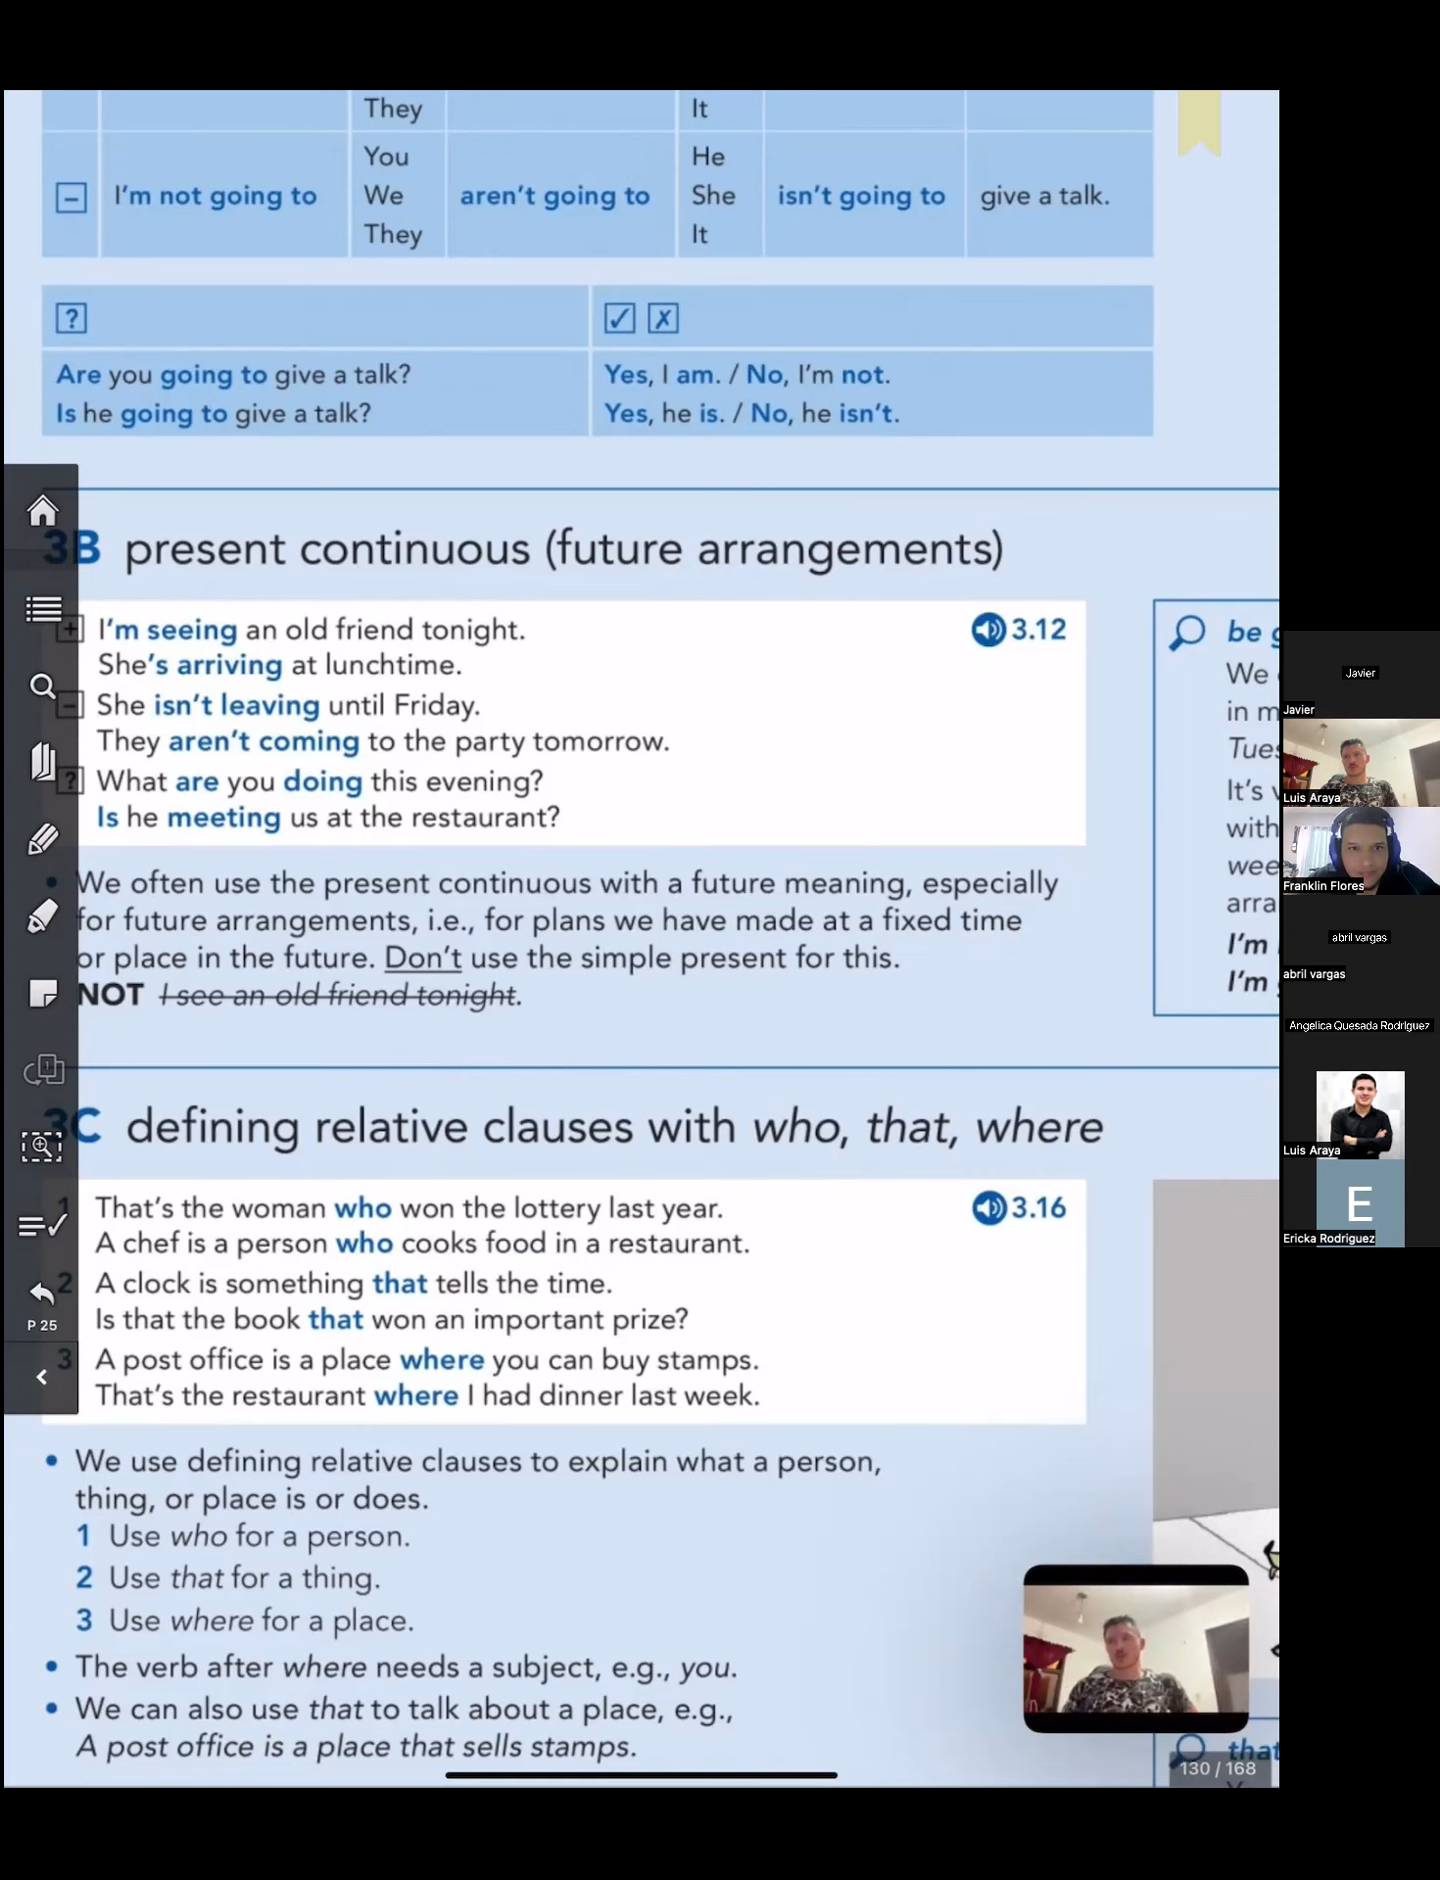 They It
You He
− I'm not going to We aren't going to She isn't going to give a talk.
They It
? ✓ ✗
Are you going to give a talk? Yes, I am. / No, I'm not.
Is he going to give a talk? Yes, he is. / No, he isn't.
3B present continuous (future arrangements)
+ I'm seeing an old friend tonight. 3.12
She's arriving at lunchtime.
− She isn't leaving until Friday.
They aren't coming to the party tomorrow.
? What are you doing this evening?
Is he meeting us at the restaurant?
• We often use the present continuous with a future meaning, especially
for future arrangements, i.e., for plans we have made at a fixed time
or place in the future. Don't use the simple present for this.
NOT I see an old friend tonight.
be g
We
in m
Tues
It's
with
wee
arra
I'm
I'm
3C defining relative clauses with who, that, where
1 That's the woman who won the lottery last year. 3.16
A chef is a person who cooks food in a restaurant.
2 A clock is something that tells the time.
Is that the book that won an important prize?
3 A post office is a place where you can buy stamps.
That's the restaurant where I had dinner last week.
• We use defining relative clauses to explain what a person,
thing, or place is or does.
1 Use who for a person.
2 Use that for a thing.
3 Use where for a place.
• The verb after where needs a subject, e.g., you.
• We can also use that to talk about a place, e.g.,
A post office is a place that sells stamps.
that
130 / 168
P 25
Javier
Javier
Luis Araya
Franklin Flores
abril vargas
abril vargas
Angelica Quesada Rodriguez
Luis Araya
E
Ericka Rodriguez